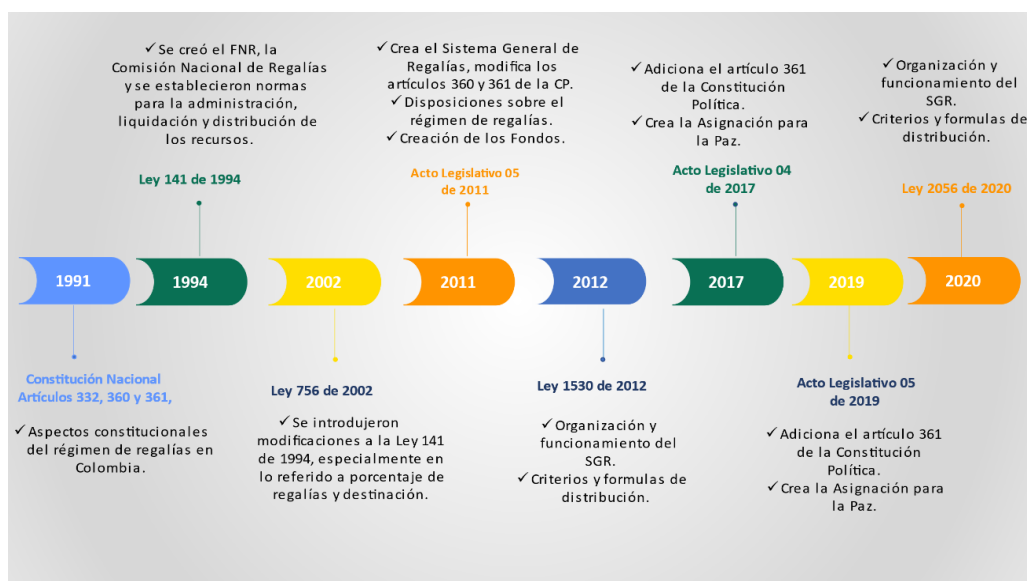 ✓ Se creó el FNR, la
Comisión Nacional de Regalías
y se establecieron normas
para la administración,
liquidación y distribución de
los recursos.
Ley 141 de 1994
✓ Crea el Sistema General de
Regalías, modifica los
artículos 360 y 361 de la CP.
✓ Disposiciones sobre el
régimen de regalías.
✓ Creación de los Fondos.
Acto Legislativo 05
de 2011
✓ Adiciona el artículo 361
de la Constitución
Política.
✓ Crea la Asignación para
la Paz.
Acto Legislativo 04
de 2017
✓ Organización y
funcionamiento del
SGR.
✓ Criterios y formulas de
distribución.
Ley 2056 de 2020
1991
1994
2002
2011
2012
2017
2019
2020
Constitución Nacional
Artículos 332, 360 y 361,
✓ Aspectos constitucionales
del régimen de regalías en
Colombia.
Ley 756 de 2002
✓ Se introdujeron
modificaciones a la Ley 141
de 1994, especialmente en
lo referido a porcentaje de
regalías y destinación.
Ley 1530 de 2012
✓ Organización y
funcionamiento del
SGR.
✓ Criterios y formulas de
distribución.
Acto Legislativo 05
de 2019
✓ Adiciona el artículo 361
de la Constitución
Política.
✓ Crea la Asignación para
la Paz.